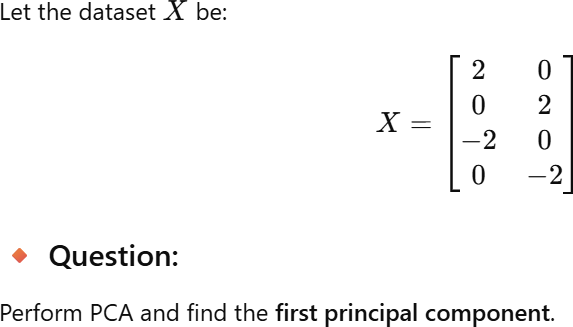 Let the dataset X be:
X = [ 2 0
0 2
−2 0
0 −2 ]
Question:
Perform PCA and find the first principal component.